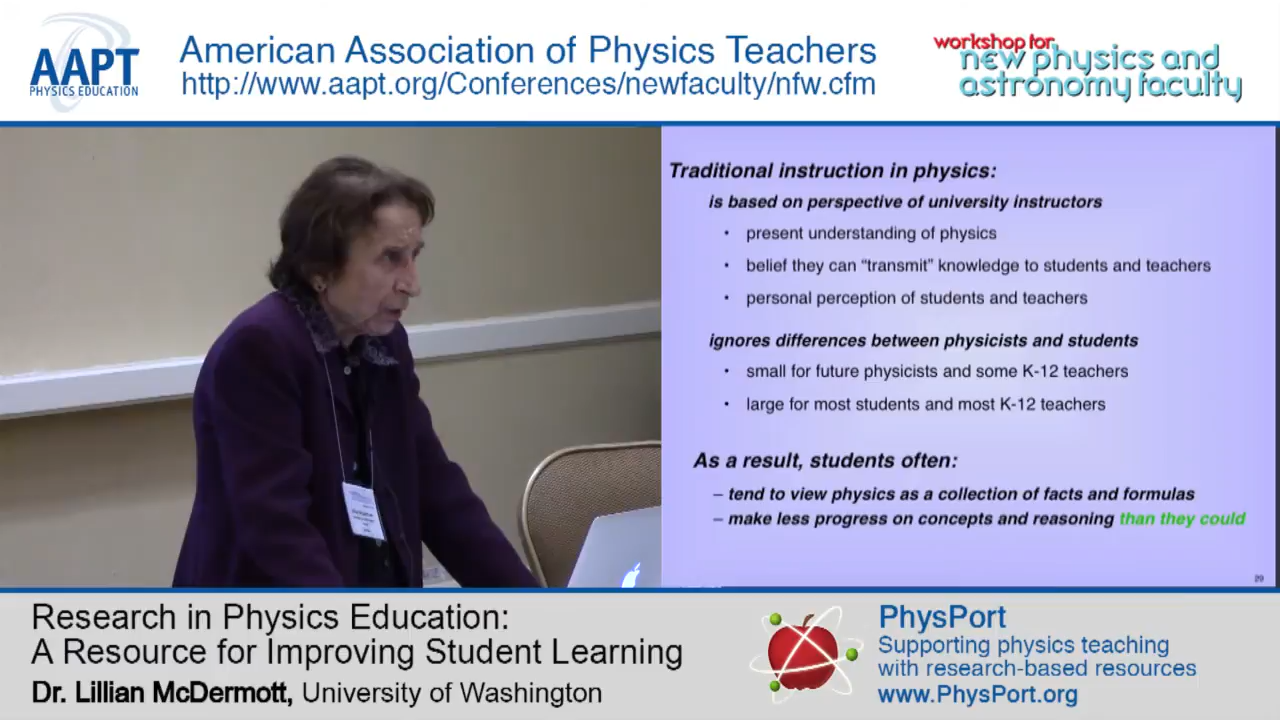 AAPT
PHYSICS EDUCATION
American Association of Physics Teachers
http://www.aapt.org/Conferences/newfaculty/nfw.cfm
workshop for
new physics and
astronomy faculty
Traditional instruction in physics:
is based on perspective of university instructors
• present understanding of physics
• belief they can “transmit” knowledge to students and teachers
• personal perception of students and teachers
ignores differences between physicists and students
• small for future physicists and some K-12 teachers
• large for most students and most K-12 teachers
As a result, students often:
– tend to view physics as a collection of facts and formulas
– make less progress on concepts and reasoning than they could
29
Research in Physics Education:
A Resource for Improving Student Learning
Dr. Lillian McDermott, University of Washington
PhysPort
Supporting physics teaching
with research-based resources
www.PhysPort.org